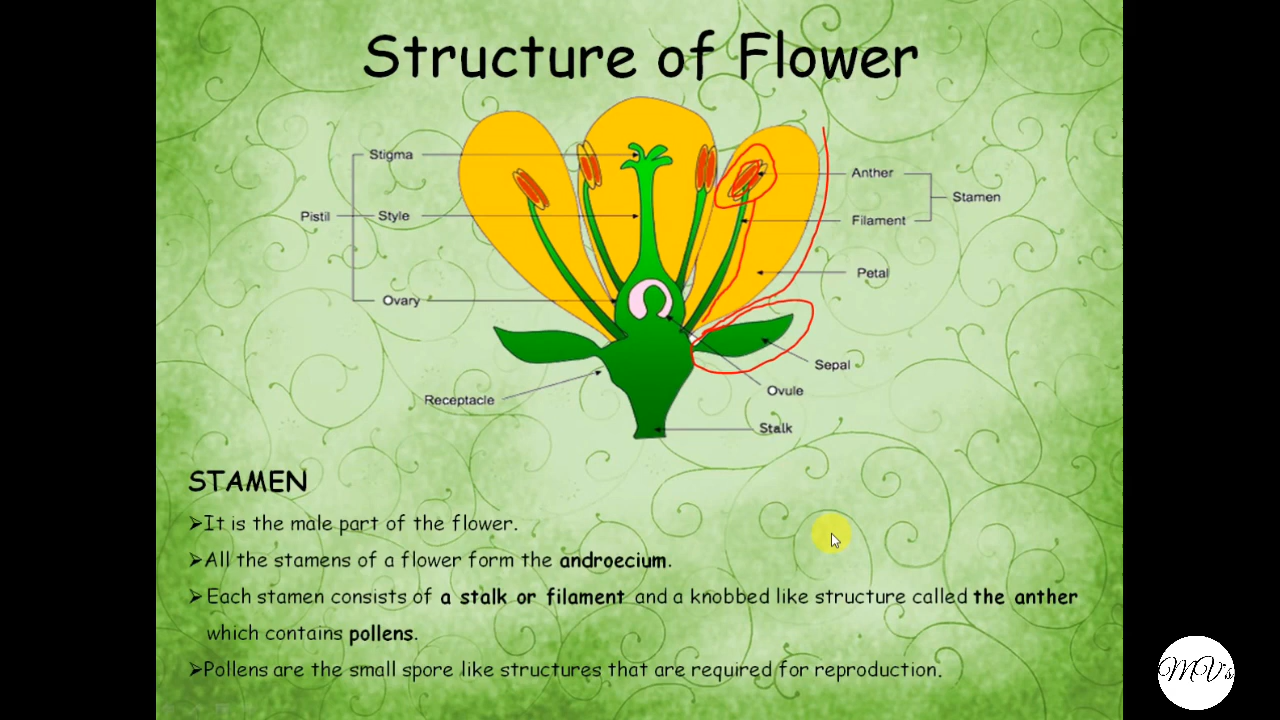 Structure of Flower
Stigma
Anther
Stamen
Pistil
Style
Filament
Petal
Ovary
Sepal
Ovule
Receptacle
Stalk
STAMEN
➢It is the male part of the flower.
➢All the stamens of a flower form the androecium.
➢Each stamen consists of a stalk or filament and a knobbed like structure called the anther
which contains pollens.
➢Pollens are the small spore like structures that are required for reproduction.
MV's